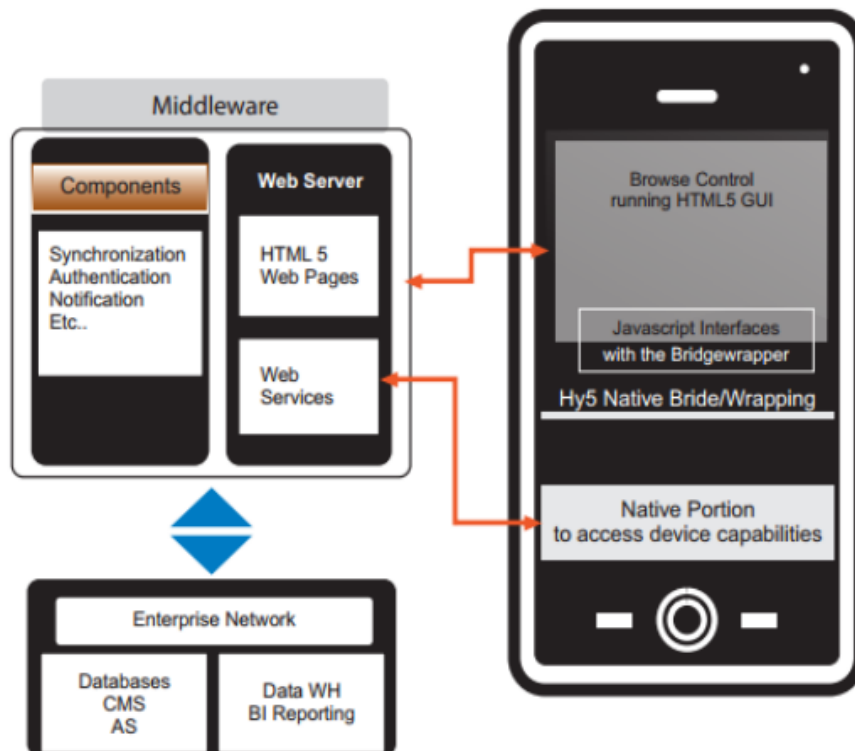 Middleware
Components
Synchronization
Authentication
Notification
Etc..
Web Server
HTML 5
Web Pages
Web
Services
Enterprise Network
Databases
CMS
AS
Data WH
BI Reporting
Browse Control
running HTML5 GUI
Javascript Interfaces
with the Bridgewrapper
Hy5 Native Bride/Wrapping
Native Portion
to access device capabilities